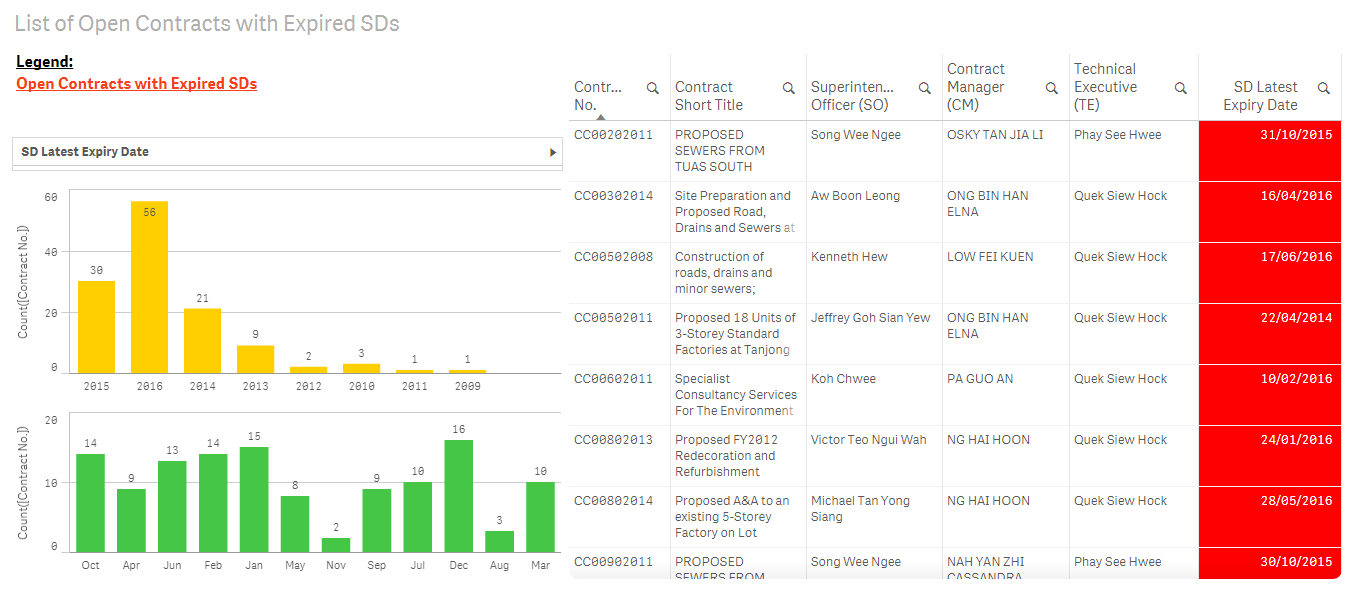 List of Open Contracts with Expired SDs
Legend:
Open Contracts with Expired SDs
SD Latest Expiry Date
Count([Contract No.])
60
40
20
0
30
56
21
9
2
3
1
1
2015 2016 2014 2013 2012 2010 2011 2009
Count([Contract No.])
20
10
0
14
9
13
14
15
8
2
9
10
16
3
10
Oct Apr Jun Feb Jan May Nov Sep Jul Dec Aug Mar
Contr...
No.
Contract
Short Title
Superinten...
Officer (SO)
Contract
Manager
(CM)
Technical
Executive
(TE)
SD Latest
Expiry Date
CC00202011
PROPOSED
SEWERS FROM
TUAS SOUTH
Song Wee Ngee
OSKY TAN JIA LI
Phay See Hwee
31/10/2015
CC00302014
Site Preparation and
Proposed Road,
Drains and Sewers at
Aw Boon Leong
ONG BIN HAN
ELNA
Quek Siew Hock
16/04/2016
CC00502008
Construction of
roads, drains and
minor sewers;
Kenneth Hew
LOW FEI KUEN
Quek Siew Hock
17/06/2016
CC00502011
Proposed 18 Units of
3-Storey Standard
Factories at Tanjong
Jeffrey Goh Sian Yew
ONG BIN HAN
ELNA
Quek Siew Hock
22/04/2014
CC00602011
Specialist
Consultancy Services
For The Environment
Koh Chwee
PA GUO AN
Quek Siew Hock
10/02/2016
CC00802013
Proposed FY2012
Redecoration and
Refurbishment
Victor Teo Ngui Wah
NG HAI HOON
Quek Siew Hock
24/01/2016
CC00802014
Proposed A&A to an
existing 5-Storey
Factory on Lot
Michael Tan Yong
Siang
NG HAI HOON
Quek Siew Hock
28/05/2016
CC00902011
PROPOSED
SEWERS FROM
Song Wee Ngee
NAH YAN ZHI
CASSANDRA
Phay See Hwee
30/10/2015